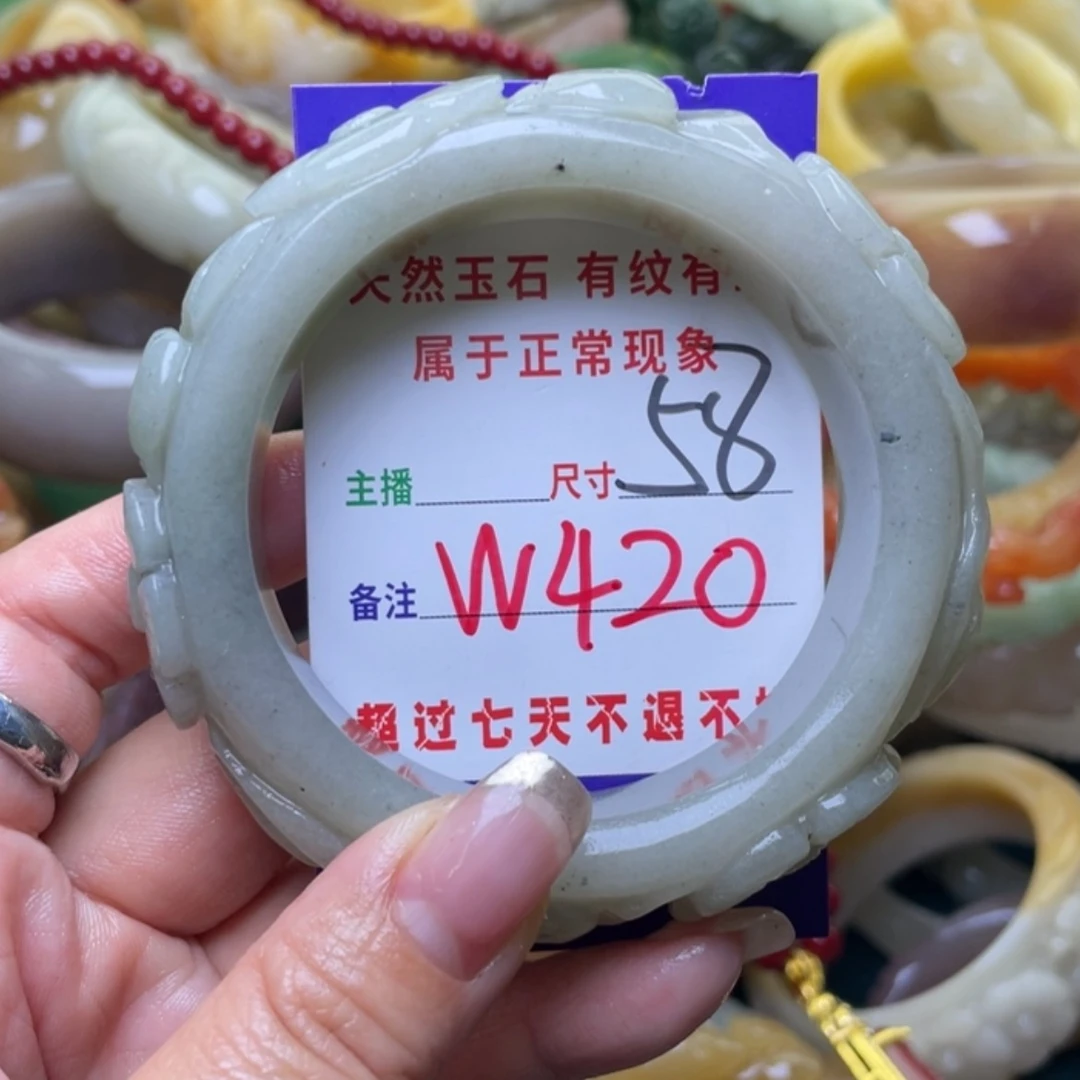 天然玉石 有纹有
属于正常现象
主播 尺寸 58
备注 W420
超过七天不退不